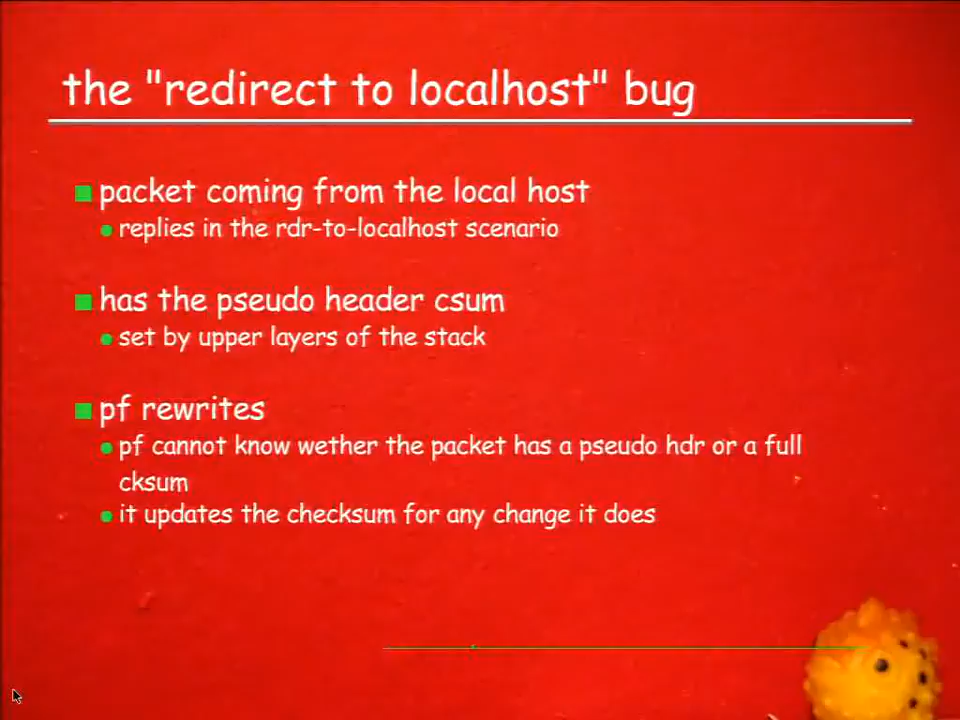 the "redirect to localhost" bug
packet coming from the local host
replies in the rdr-to-localhost scenario
has the pseudo header csum
set by upper layers of the stack
pf rewrites
pf cannot know wether the packet has a pseudo hdr or a full
cksum
it updates the checksum for any change it does